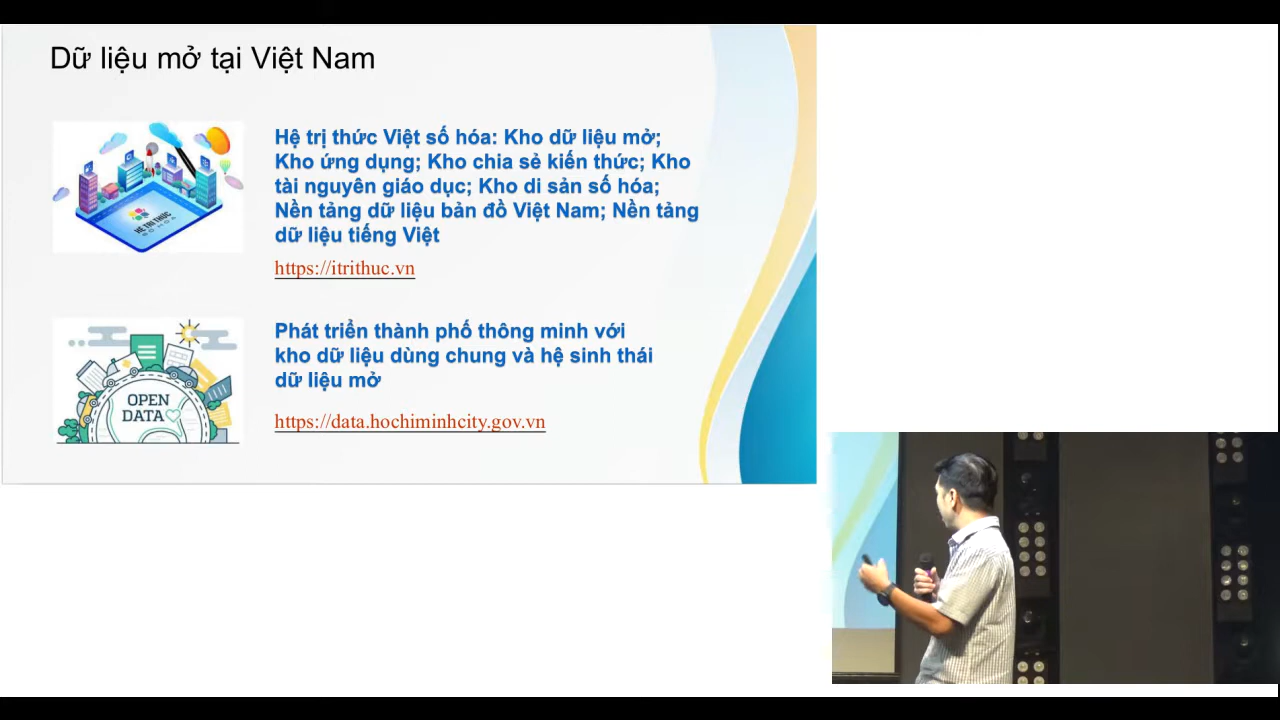 Dữ liệu mở tại Việt Nam
Hệ trị thức Việt số hóa: Kho dữ liệu mở;
Kho ứng dụng; Kho chia sẻ kiến thức; Kho
tài nguyên giáo dục; Kho di sản số hóa;
Nền tảng dữ liệu bản đồ Việt Nam; Nền tảng
dữ liệu tiếng Việt
https://itrithuc.vn
HỆ TRI THỨC
Phát triển thành phố thông minh với
kho dữ liệu dùng chung và hệ sinh thái
dữ liệu mở
https://data.hochiminhcity.gov.vn
OPEN
DATA